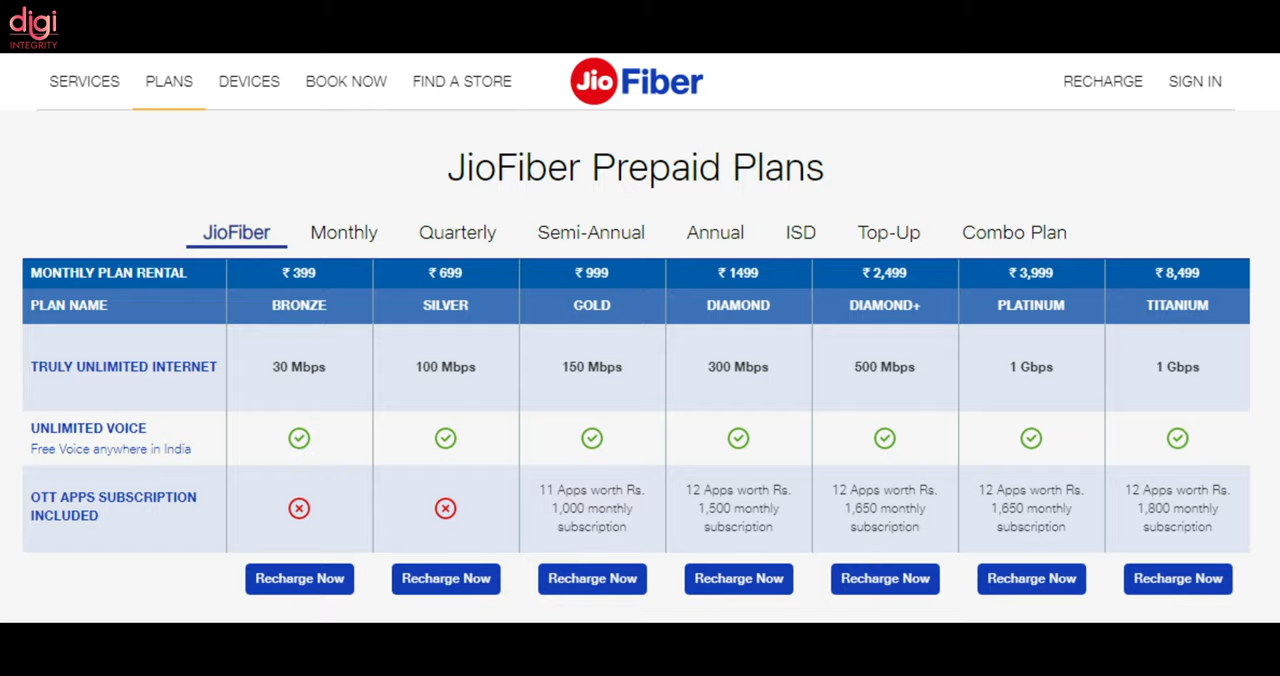 digi
INTEGRITY
SERVICES PLANS DEVICES BOOK NOW FIND A STORE Jio Fiber RECHARGE SIGN IN
JioFiber Prepaid Plans
JioFiber Monthly Quarterly Semi-Annual Annual ISD Top-Up Combo Plan
MONTHLY PLAN RENTAL ₹ 399 ₹ 699 ₹ 999 ₹ 1499 ₹ 2,499 ₹ 3,999 ₹ 8,499
PLAN NAME BRONZE SILVER GOLD DIAMOND DIAMOND+ PLATINUM TITANIUM
TRULY UNLIMITED INTERNET 30 Mbps 100 Mbps 150 Mbps 300 Mbps 500 Mbps 1 Gbps 1 Gbps
UNLIMITED VOICE
Free Voice anywhere in India
OTT APPS SUBSCRIPTION
INCLUDED
11 Apps worth Rs. 12 Apps worth Rs. 12 Apps worth Rs. 12 Apps worth Rs. 12 Apps worth Rs.
1,000 monthly 1,500 monthly 1,650 monthly 1,650 monthly 1,800 monthly
subscription subscription subscription subscription subscription
Recharge Now Recharge Now Recharge Now Recharge Now Recharge Now Recharge Now Recharge Now